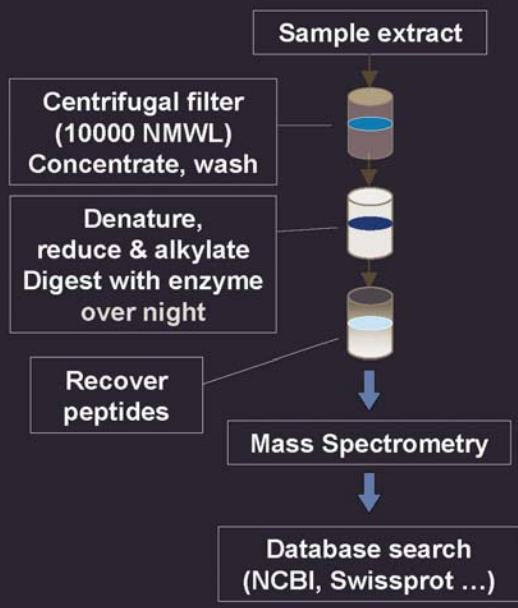 Sample extract
Centrifugal filter
(10000 NMWL)
Concentrate, wash
Denature,
reduce & alkylate
Digest with enzyme
over night
Recover
peptides
Mass Spectrometry
Database search
(NCBI, Swissprot ...)